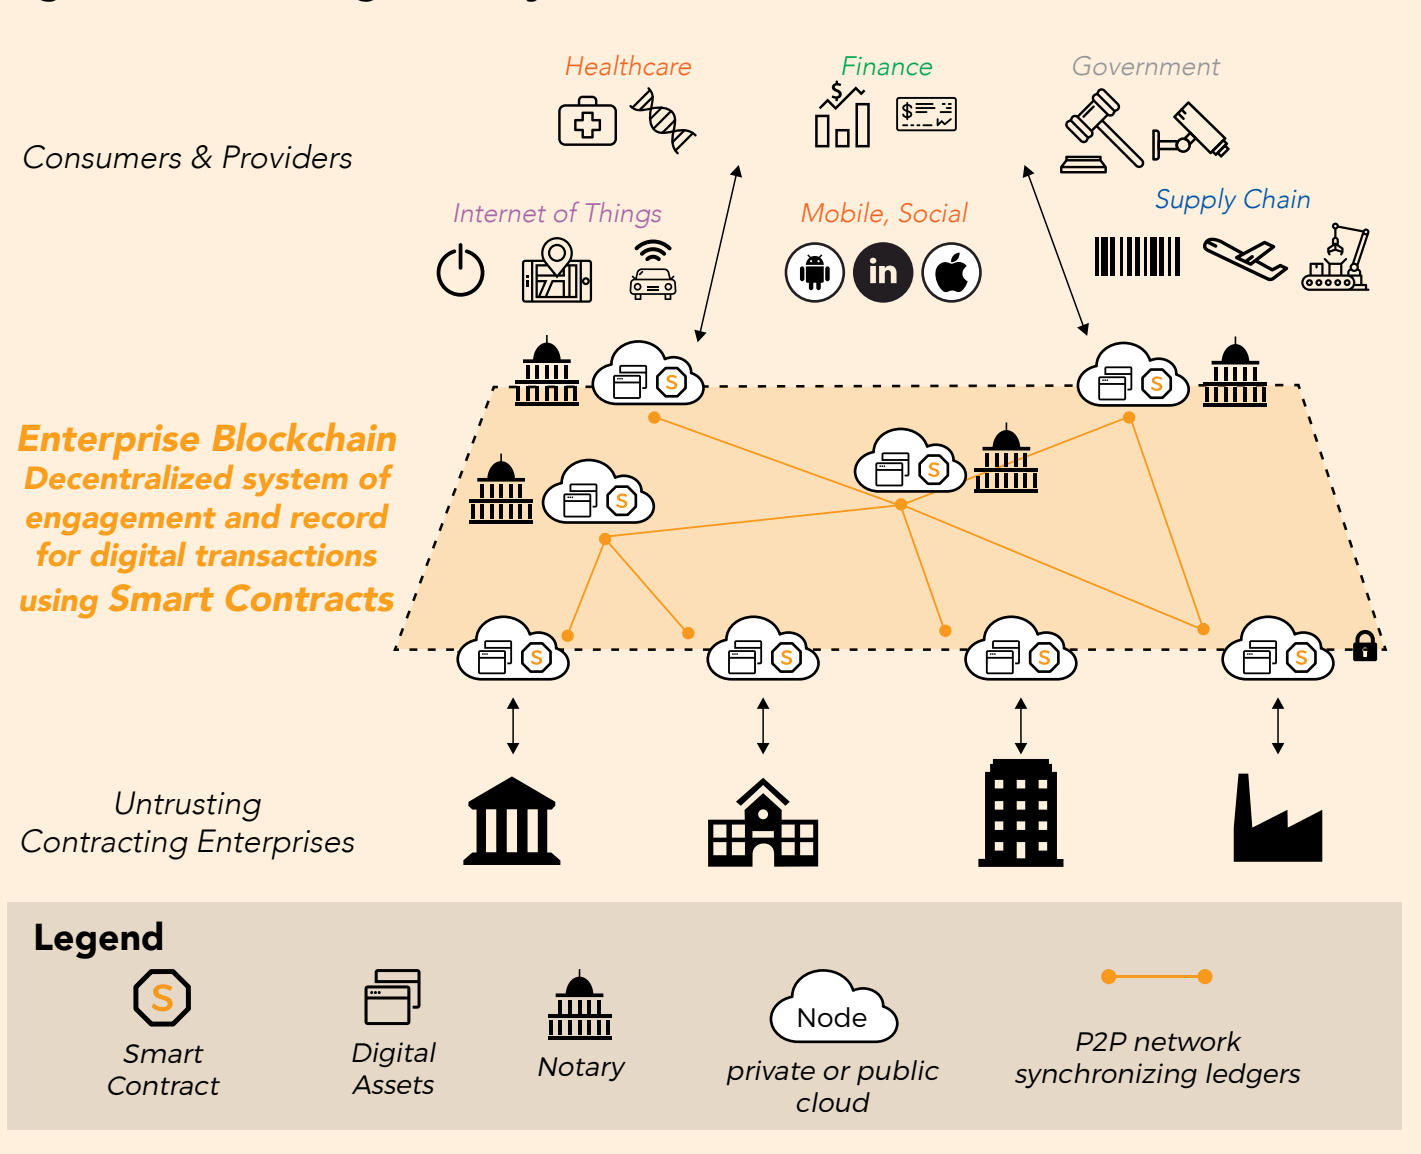 Healthcare
Finance
Government
Consumers & Providers
Internet of Things
Mobile, Social
Supply Chain
in
$
$
S
S
S
S
Enterprise Blockchain
Decentralized system of
engagement and record
for digital transactions
using Smart Contracts
S
S
S
S
Untrusting
Contracting Enterprises
Legend
S
Smart
Contract
Digital
Assets
Notary
Node
private or public
cloud
P2P network
synchronizing ledgers